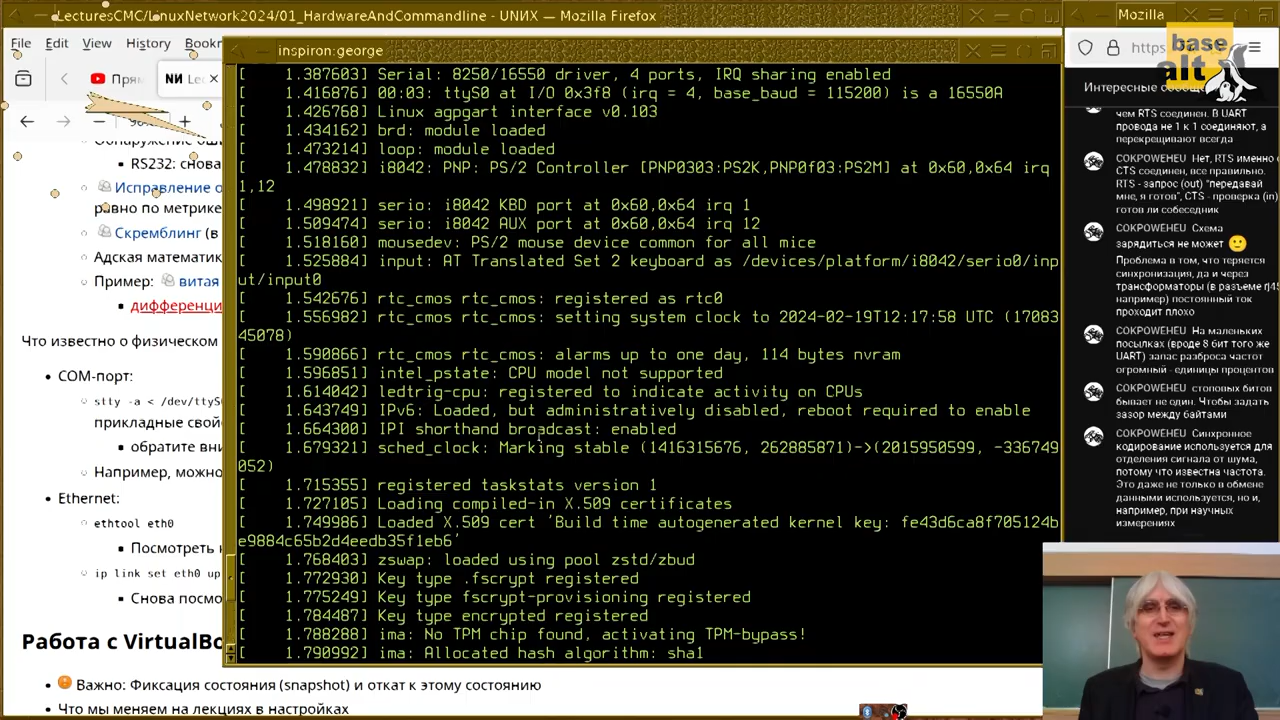 LecturesCMC/LinuxNetwork2024/01_HardwareAndCommandline - UNИX — Mozilla Firefox
Mozilla
File Edit View History Bookn
Пря
Lec
90%
Обнаружение оши
RS232: снова
Исправление о
равно по метрике
Скремблинг (в
Адская математик
Пример: витая
дифференци
Что известно о физическом
COM-порт:
stty -a < /dev/ttyS
прикладные свой
обратите вни
Например, можно
Ethernet:
ethtool eth0
Посмотреть н
ip link set eth0 up
Снова посмо
Работа с VirtualBo
Важно: Фиксация состояния (snapshot) и откат к этому состоянию
Что мы меняем на лекциях в настройках
inspiron:george
[ 1.387603] Serial: 8250/16550 driver, 4 ports, IRQ sharing enabled
[ 1.416876] 00:03: ttyS0 at I/O 0x3f8 (irq = 4, base_baud = 115200) is a 16550A
[ 1.426768] Linux agpgart interface v0.103
[ 1.434162] brd: module loaded
[ 1.473214] loop: module loaded
[ 1.478832] i8042: PNP: PS/2 Controller [PNP0303:PS2K,PNP0f03:PS2M] at 0x60,0x64 irq
1,12
[ 1.498921] serio: i8042 KBD port at 0x60,0x64 irq 1
[ 1.509474] serio: i8042 AUX port at 0x60,0x64 irq 12
[ 1.518160] mousedev: PS/2 mouse device common for all mice
[ 1.525884] input: AT Translated Set 2 keyboard as /devices/platform/i8042/serio0/inp
ut/input0
[ 1.542676] rtc_cmos rtc_cmos: registered as rtc0
[ 1.556982] rtc_cmos rtc_cmos: setting system clock to 2024-02-19T12:17:58 UTC (17083
45078)
[ 1.590866] rtc_cmos rtc_cmos: alarms up to one day, 114 bytes nvram
[ 1.596851] intel_pstate: CPU model not supported
[ 1.614042] ledtrig-cpu: registered to indicate activity on CPUs
[ 1.643749] IPv6: Loaded, but administratively disabled, reboot required to enable
[ 1.664300] IPI shorthand broadcast: enabled
[ 1.679321] sched_clock: Marking stable (1416315676, 262885871)->(2015950599, -336749
052)
[ 1.715355] registered taskstats version 1
[ 1.727105] Loading compiled-in X.509 certificates
[ 1.749986] Loaded X.509 cert 'Build time autogenerated kernel key: fe43d6ca8f705124b
e9884c65b2d4eedb35f1eb6'
[ 1.768403] zswap: loaded using pool zstd/zbud
[ 1.772930] Key type .fscrypt registered
[ 1.775249] Key type fscrypt-provisioning registered
[ 1.784487] Key type encrypted registered
[ 1.788288] ima: No TPM chip found, activating TPM-bypass!
[ 1.790992] ima: Allocated hash algorithm: sha1
https
base
alt
Интересные сообщ
чем RTS соединен. В UART
провода не 1 к 1 соединяют, а
перекрещивают всегда
COKPOWEHEU Нет, RTS именно с
CTS соединен, все правильно.
RTS - запрос (out) "передавай
мне, я готов", CTS - проверка (in)
готов ли собеседник
COKPOWEHEU Схема
зарядиться не может
Проблема в том, что теряется
синхронизация, да и через
трансформаторы (в разъеме rj45
например) постоянный ток
проходит плохо
COKPOWEHEU На маленьких
посылках (вроде 8 бит того же
UART) запас разброса частот
огромный - единицы процентов
COKPOWEHEU стоповых битов
бывает не один. Чтобы задать
зазор между байтами
COKPOWEHEU Синхронное
кодирование используется для
отделения сигнала от шума,
потому что известна частота.
Это даже не только в обмене
данными используется, но и,
например, при научных
измерениях